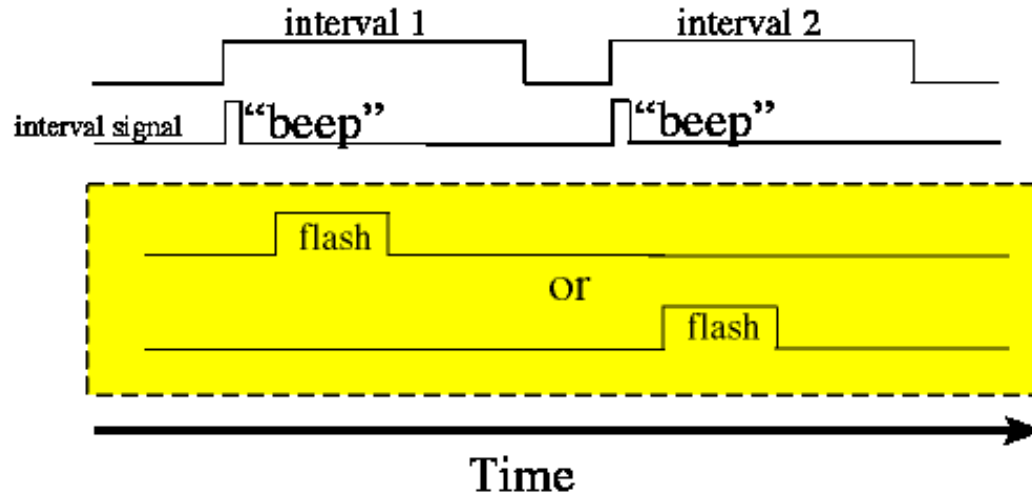 interval 1
interval 2
interval signal
“beep”
“beep”
flash
or
flash
Time